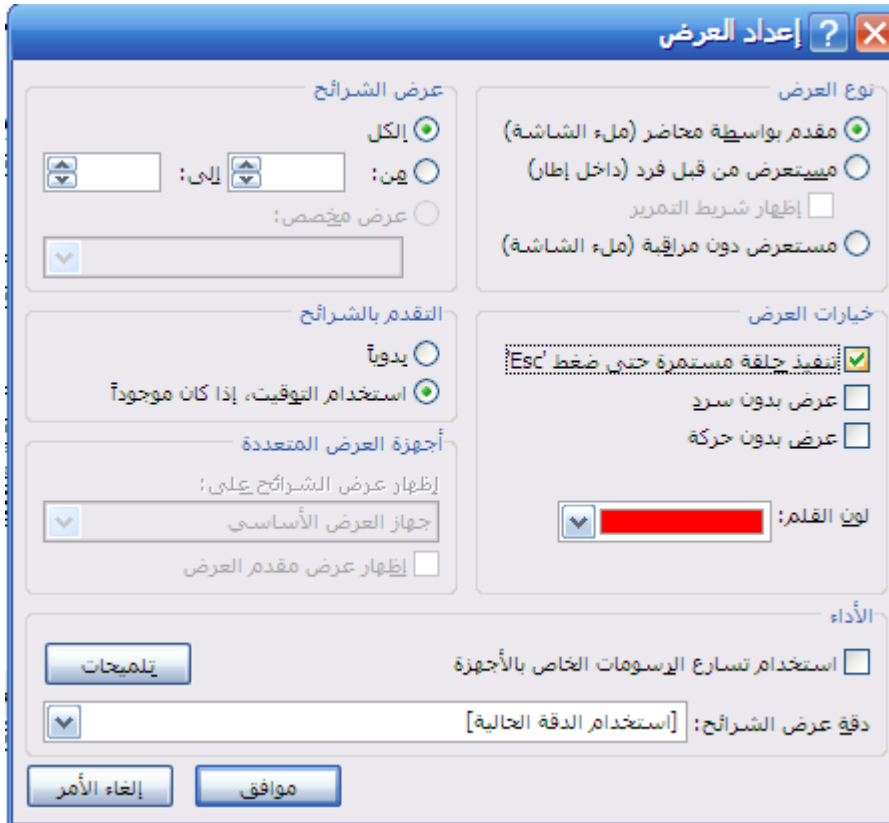 إعداد العرض
نوع العرض
مقدم بواسطة محاضر (ملء الشاشة)
مستعرض من قبل فرد (داخل إطار)
إظهار شريط التمرير
مستعرض دون مراقبة (ملء الشاشة)
عرض الشرائح
الكل
من: إلى:
عرض مخصص:
خيارات العرض
تنفيذ حلقة مستمرة حتى ضغط 'Esc'
عرض بدون سرد
عرض بدون حركة
لون القلم:
التقدم بالشرائح
يدوياً
استخدام التوقيت، إذا كان موجوداً
أجهزة العرض المتعددة
إظهار عرض الشرائح على:
جهاز العرض الأساسي
إظهار عرض مقدم العرض
الأداء
استخدام تسارع الرسومات الخاص بالأجهزة
تلميحات
دقة عرض الشرائح: [استخدام الدقة الحالية]
موافق
إلغاء الأمر